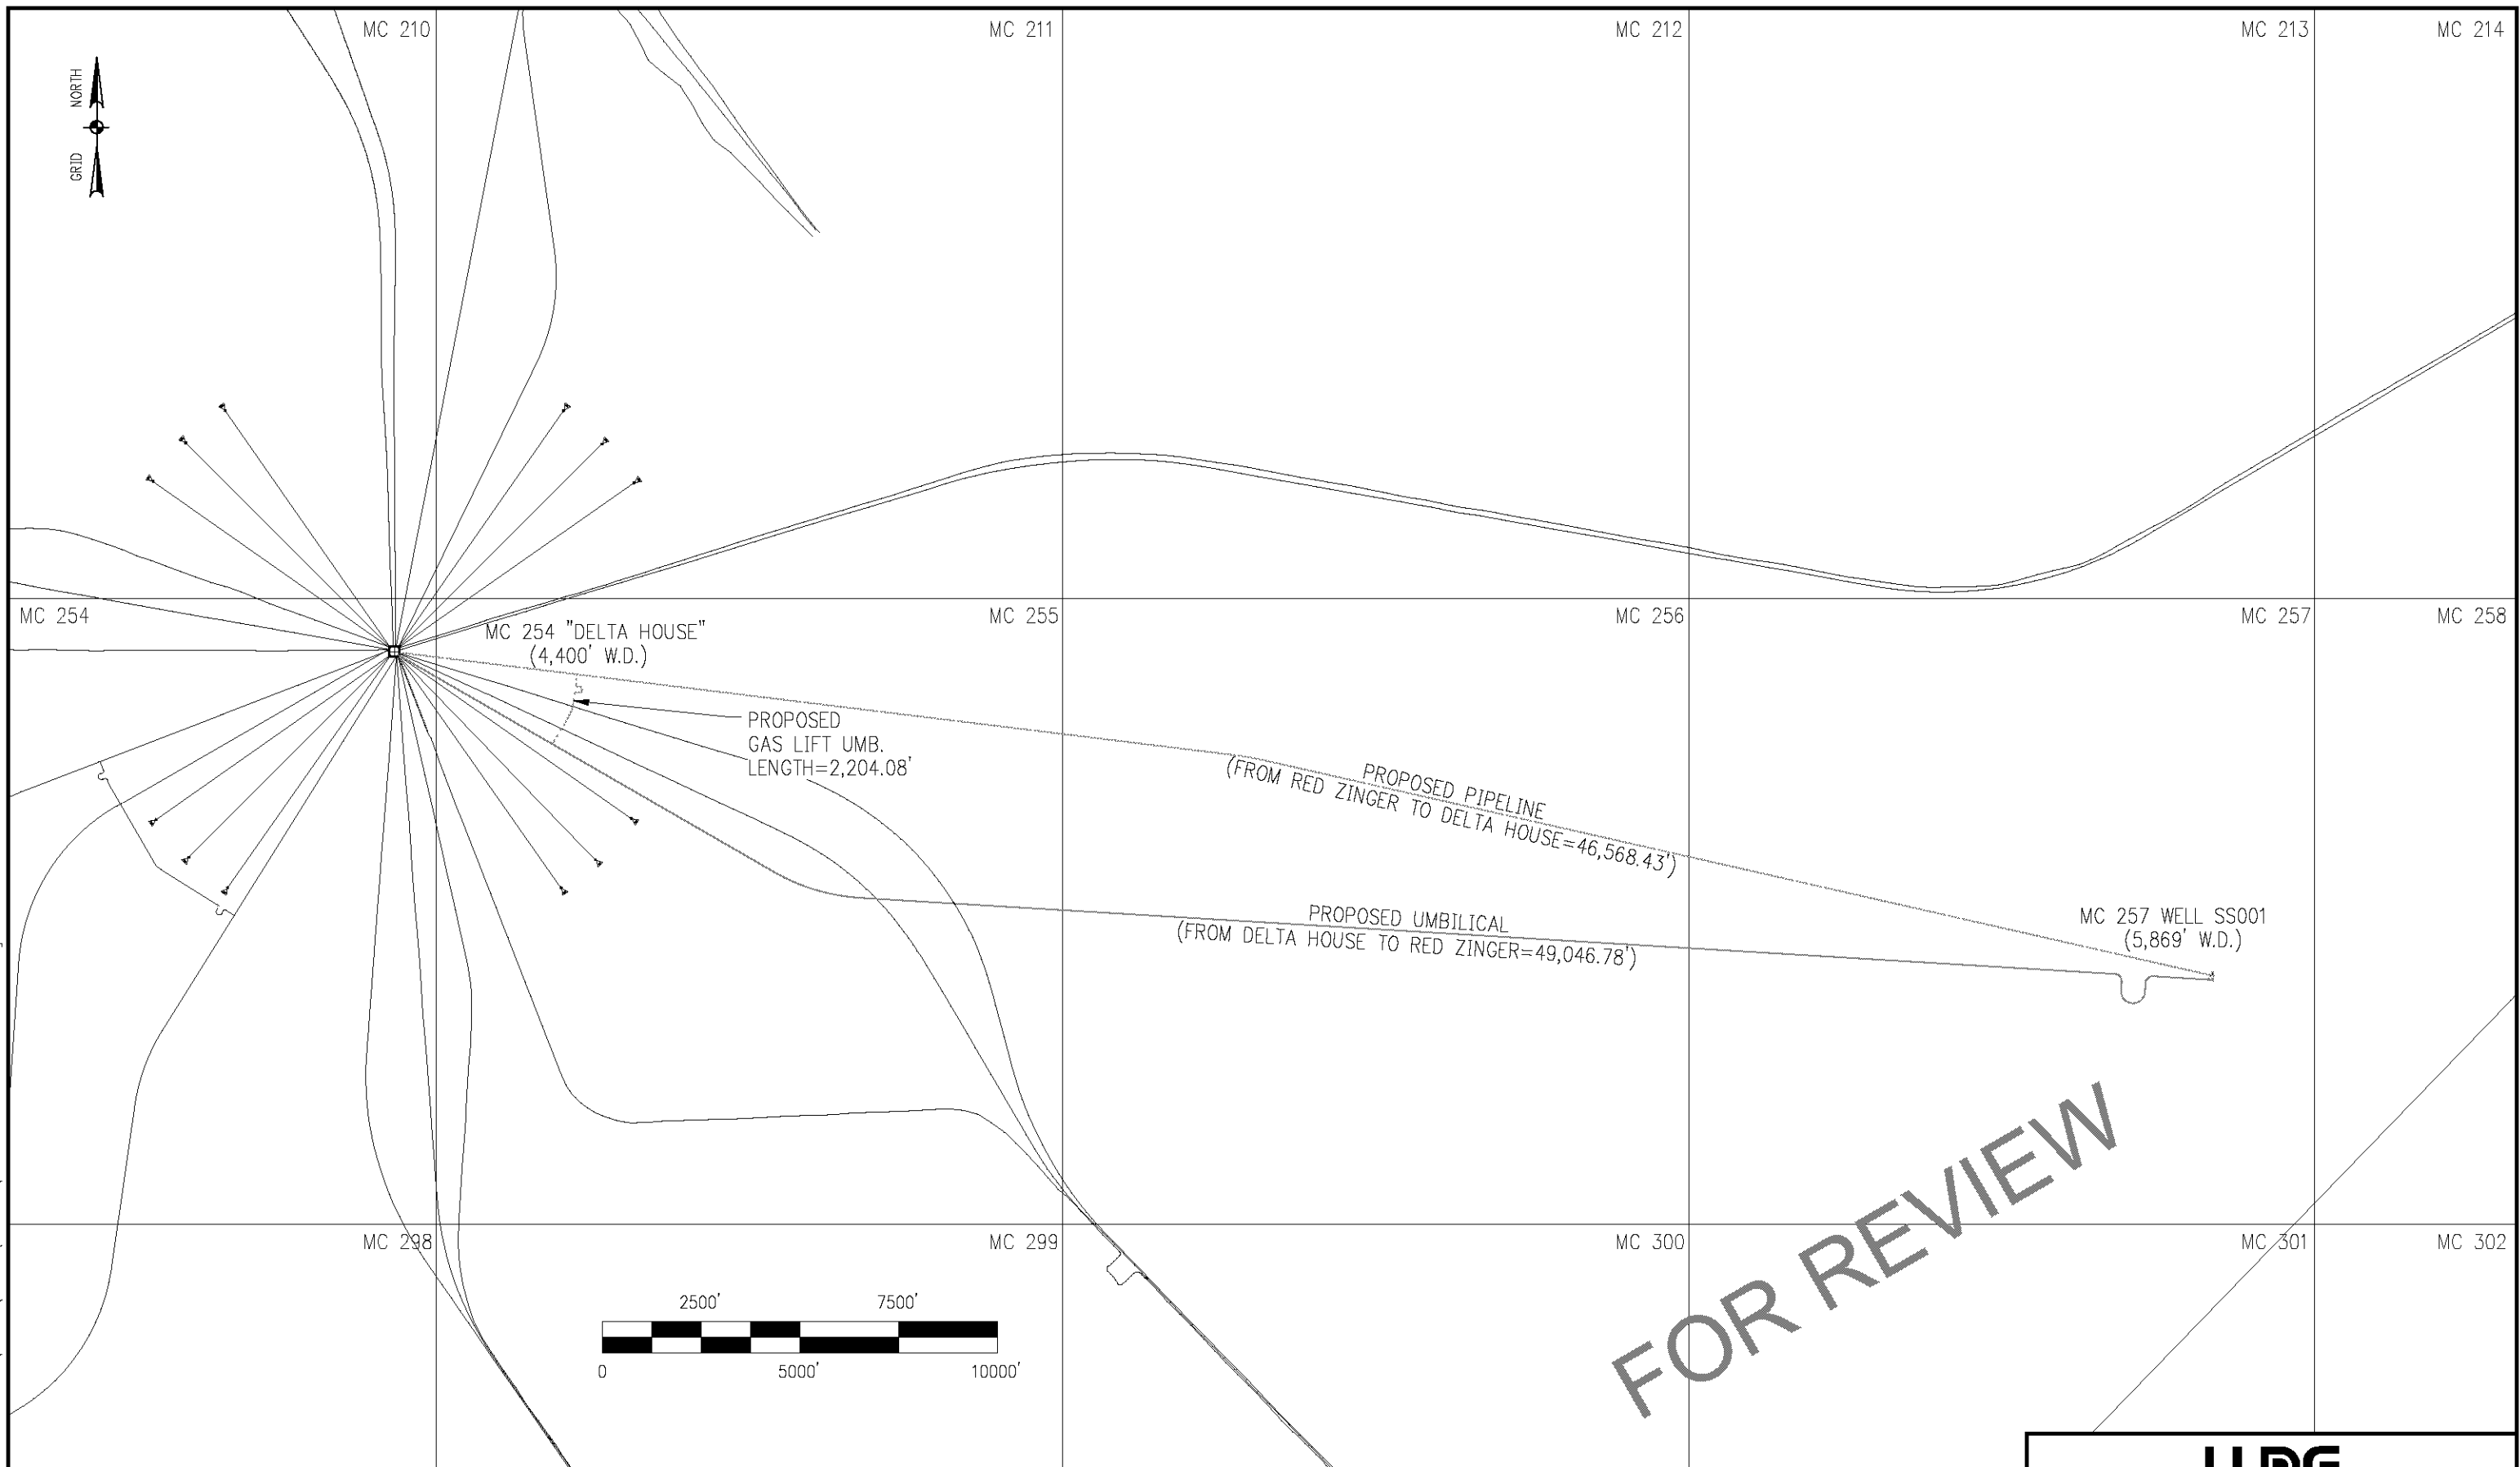 MC 210
MC 211
MC 212
MC 213
MC 214
NORTH
GRID
MC 254
MC 255
MC 256
MC 257
MC 258
MC 254 "DELTA HOUSE"
(4,400' W.D.)
PROPOSED
GAS LIFT UMB.
LENGTH=2,204.08'
PROPOSED PIPELINE
(FROM RED ZINGER TO DELTA HOUSE=46,568.43')
PROPOSED UMBILICAL
(FROM DELTA HOUSE TO RED ZINGER=49,046.78')
MC 257 WELL SS001
(5,869' W.D.)
MC 298
MC 299
MC 300
MC 301
MC 302
FOR REVIEW
2500' 7500'
0 5000' 10000'